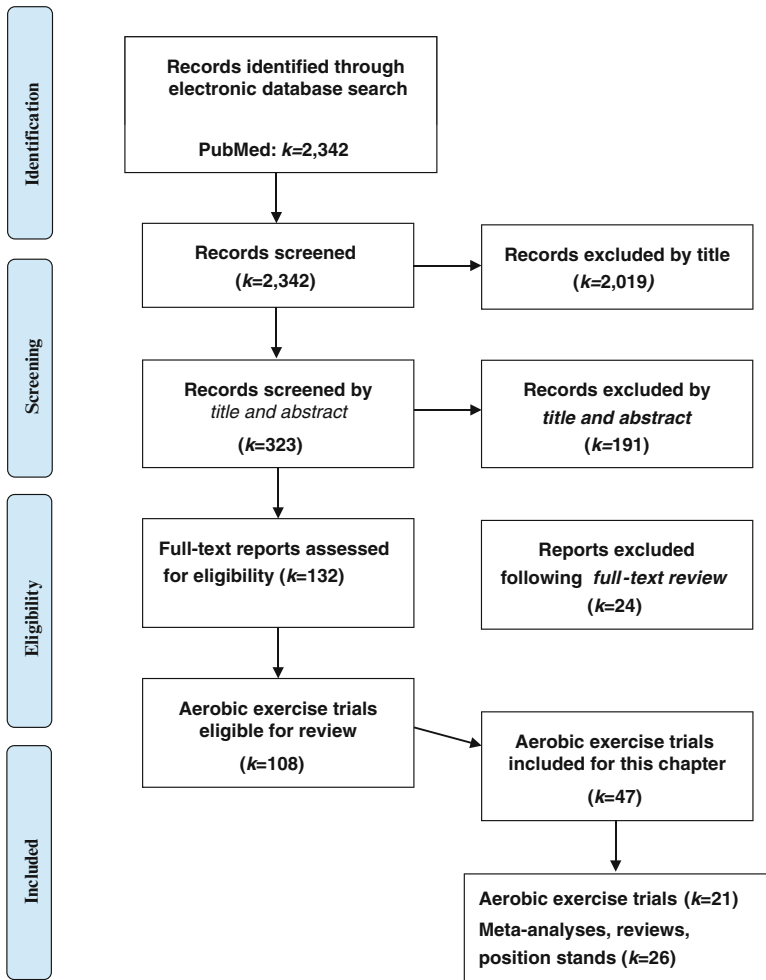 Identification
Records identified through
electronic database search
PubMed: k=2,342
Records screened
(k=2,342)
Records excluded by title
(k=2,019)
Screening
Records screened by
title and abstract
(k=323)
Records excluded by
title and abstract
(k=191)
Eligibility
Full-text reports assessed
for eligibility (k=132)
Reports excluded
following full-text review
(k=24)
Aerobic exercise trials
eligible for review
(k=108)
Aerobic exercise trials
included for this chapter
(k=47)
Included
Aerobic exercise trials (k=21)
Meta-analyses, reviews,
position stands (k=26)